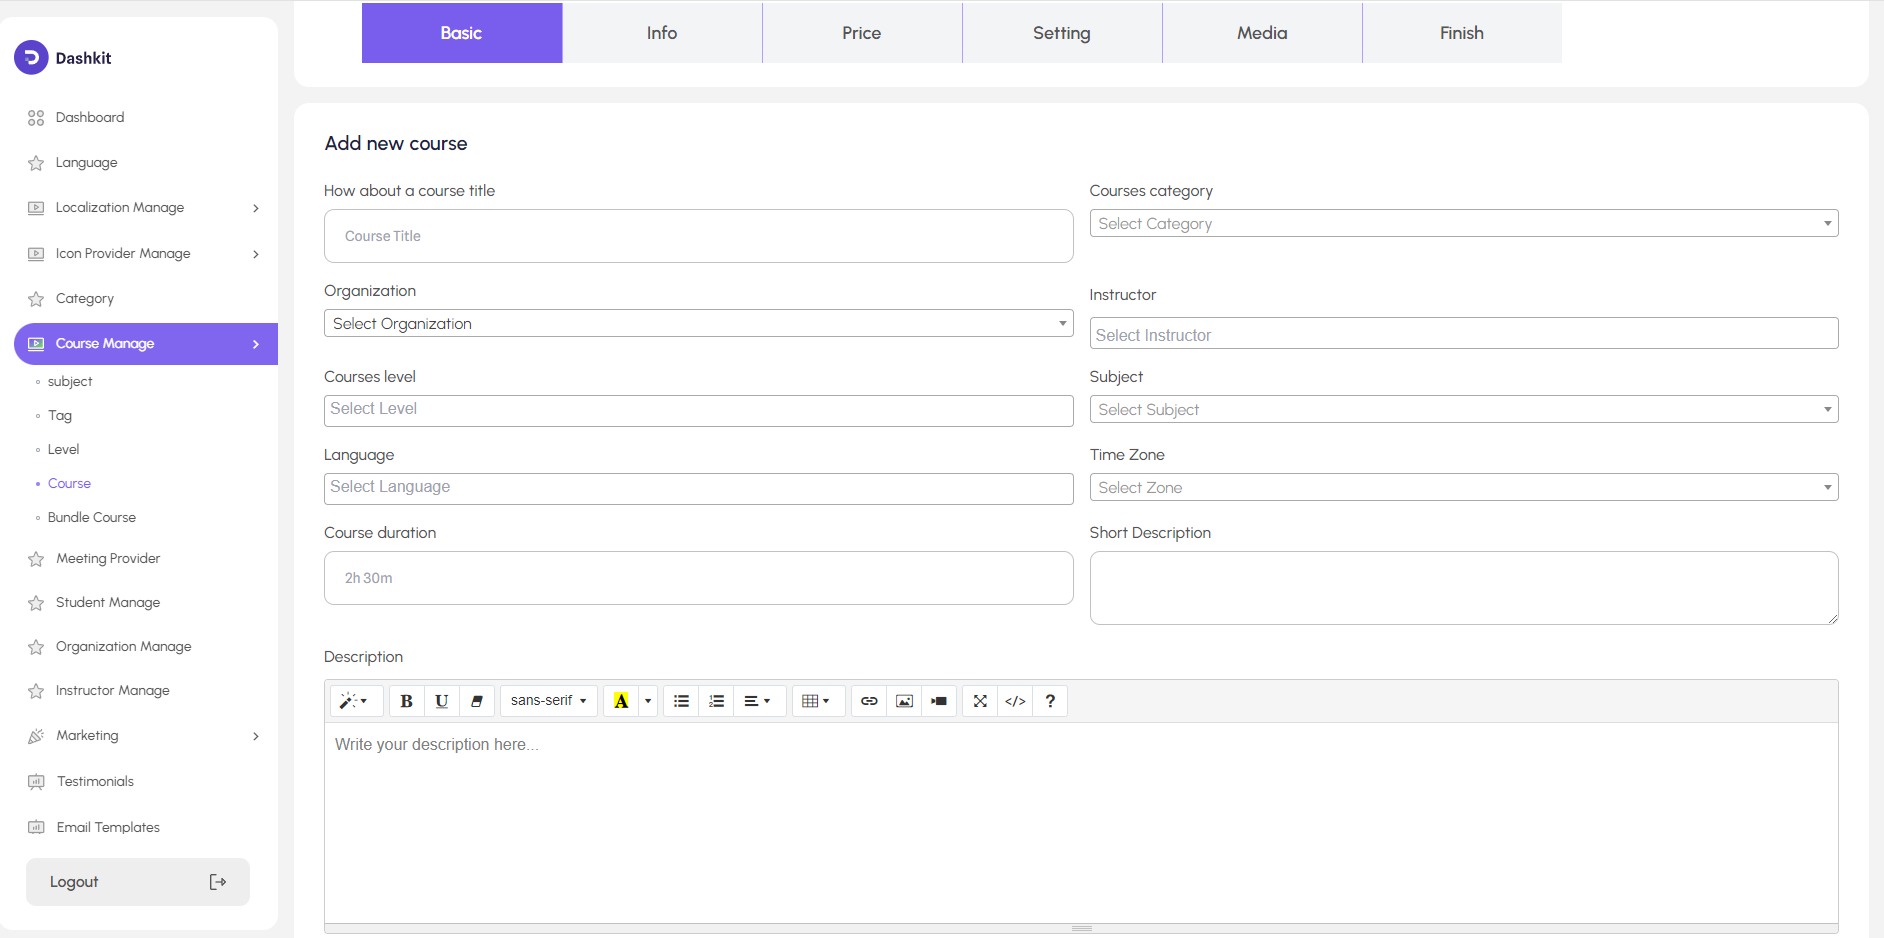 Dashkit
Dashboard
Language
Localization Manage
Icon Provider Manage
Category
Course Manage
subject
Tag
Level
Course
Bundle Course
Meeting Provider
Student Manage
Organization Manage
Instructor Manage
Marketing
Testimonials
Email Templates
Logout
Basic
Info
Price
Setting
Media
Finish
Add new course
How about a course title
Course Title
Courses category
Select Category
Organization
Select Organization
Instructor
Select Instructor
Courses level
Select Level
Subject
Select Subject
Language
Select Language
Time Zone
Select Zone
Course duration
2h 30m
Short Description
Description
B U sans-serif A </> ?
Write your description here...